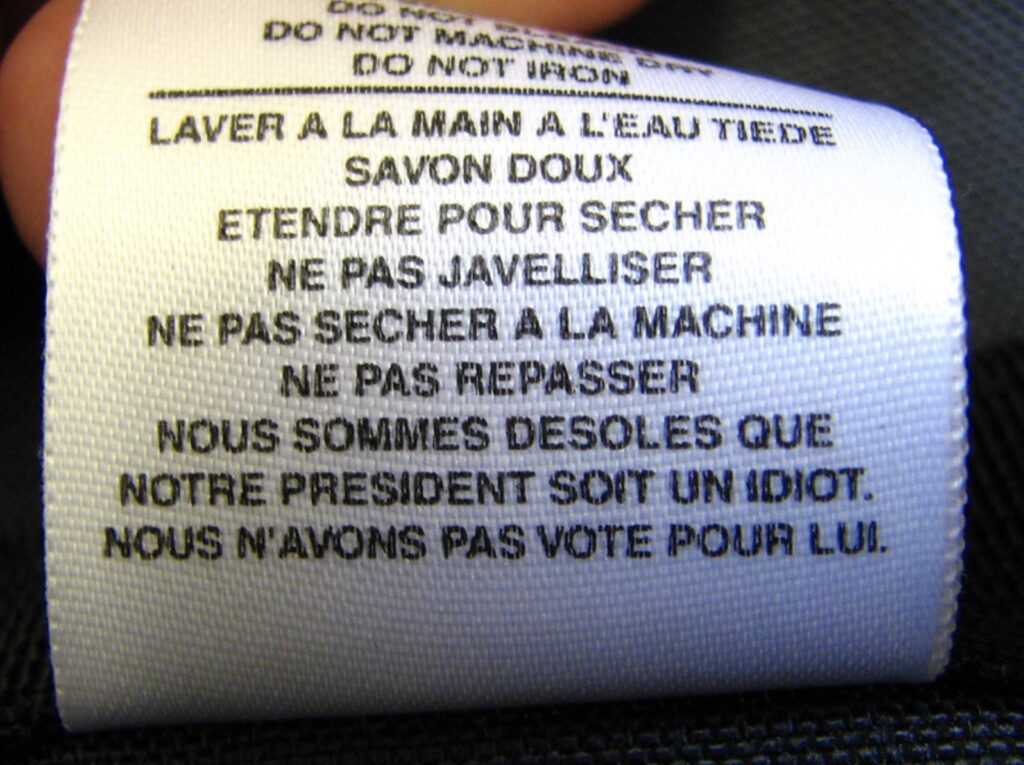 DO NOT
DO NOT MACHINE DRY
DO NOT IRON
LAVER A LA MAIN A L'EAU TIEDE
SAVON DOUX
ETENDRE POUR SECHER
NE PAS JAVELLISER
NE PAS SECHER A LA MACHINE
NE PAS REPASSER
NOUS SOMMES DESOLES QUE
NOTRE PRESIDENT SOIT UN IDIOT.
NOUS N'AVONS PAS VOTE POUR LUI.